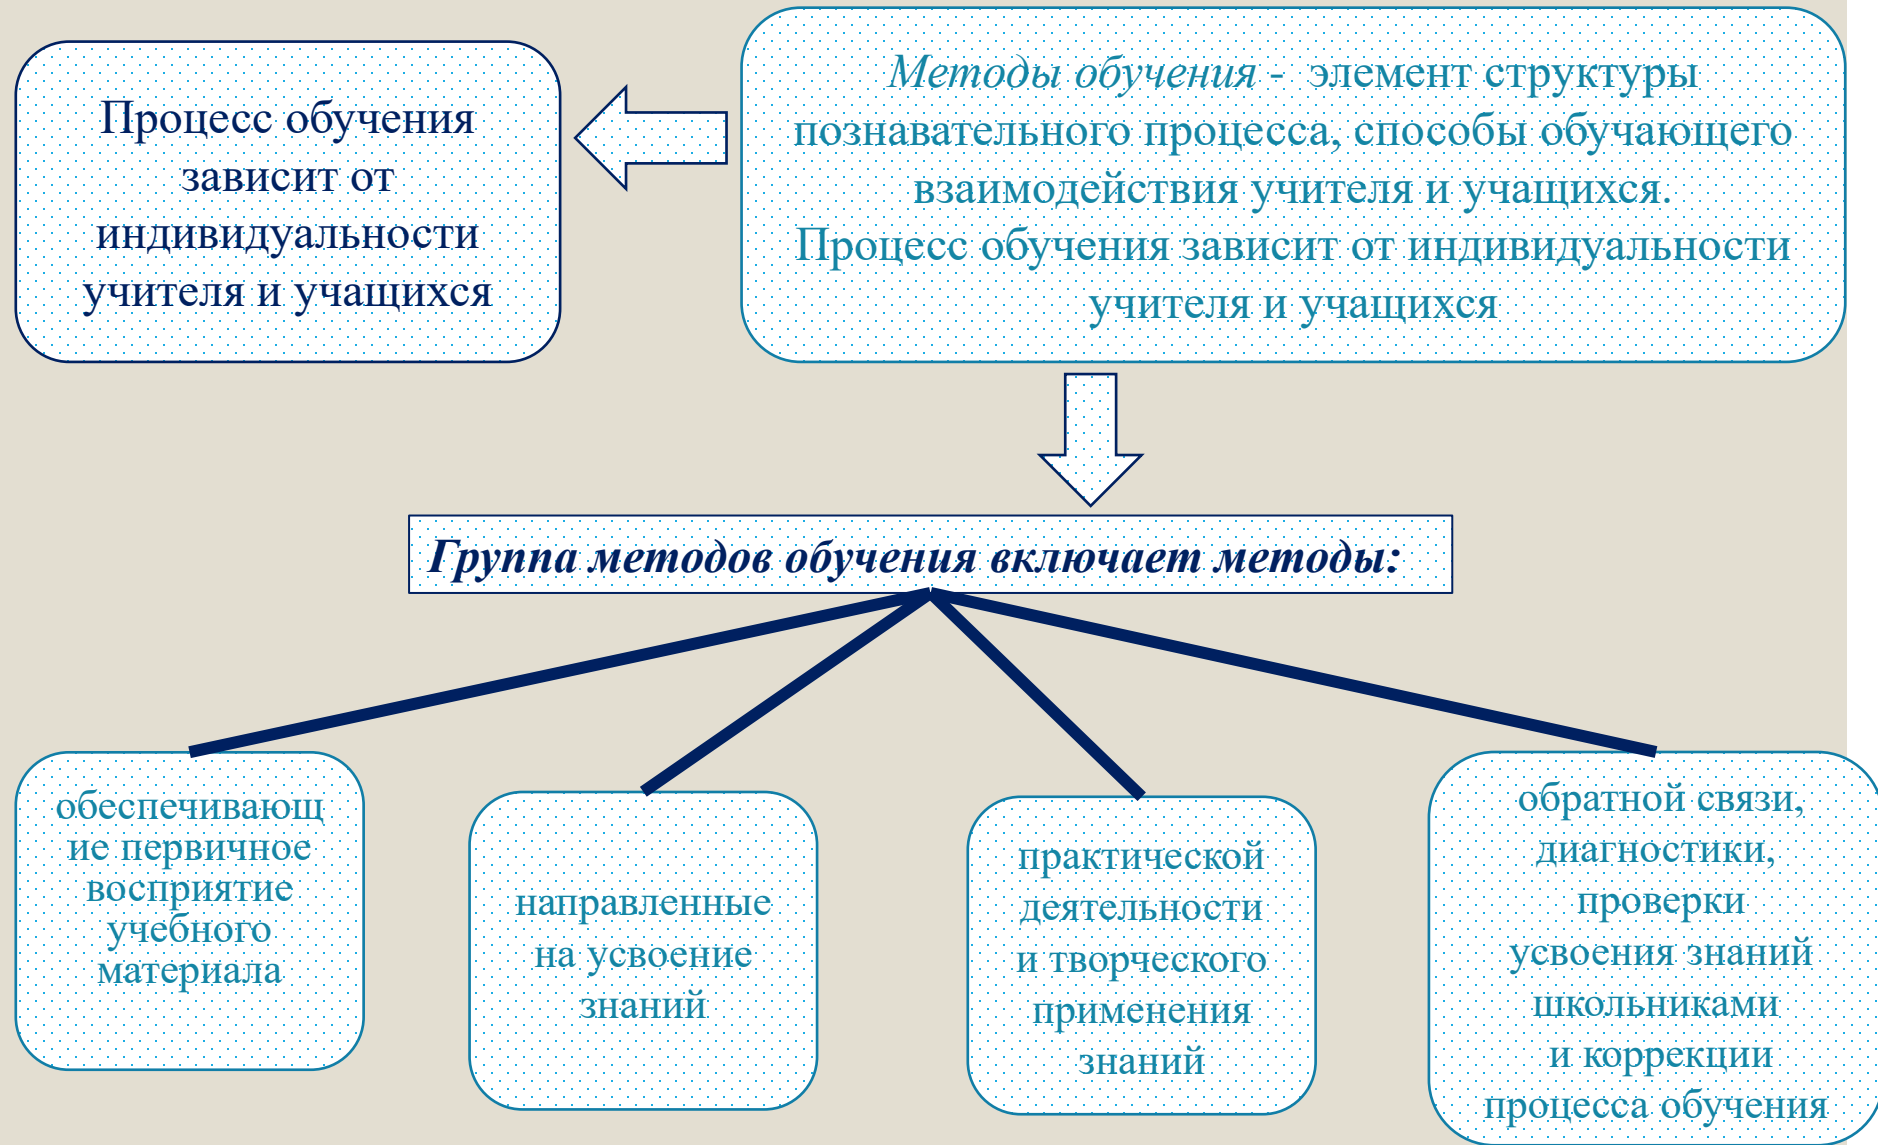 Процесс обучения
зависит от
индивидуальности
учителя и учащихся
Методы обучения - элемент структуры
познавательного процесса, способы обучающего
взаимодействия учителя и учащихся.
Процесс обучения зависит от индивидуальности
учителя и учащихся
Группа методов обучения включает методы:
обеспечивающ
ие первичное
восприятие
учебного
материала
направленные
на усвоение
знаний
практической
деятельности
и творческого
применения
знаний
обратной связи,
диагностики,
проверки
усвоения знаний
школьниками
и коррекции
процесса обучения